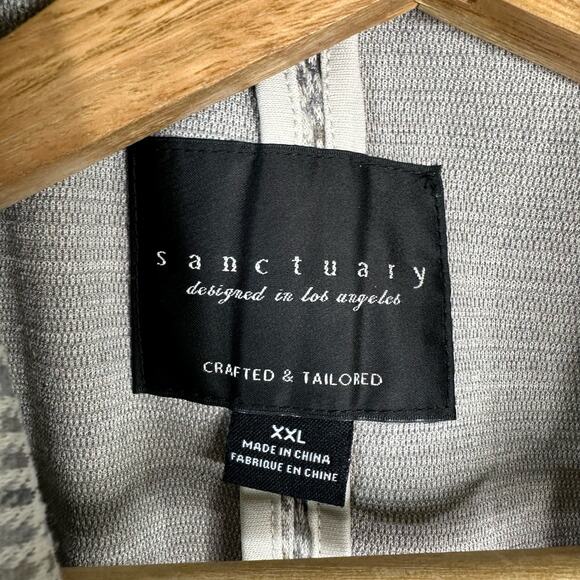 sanctuary
designed in los angeles
CRAFTED & TAILORED
XXL
MADE IN CHINA
FABRIQUE EN CHINE